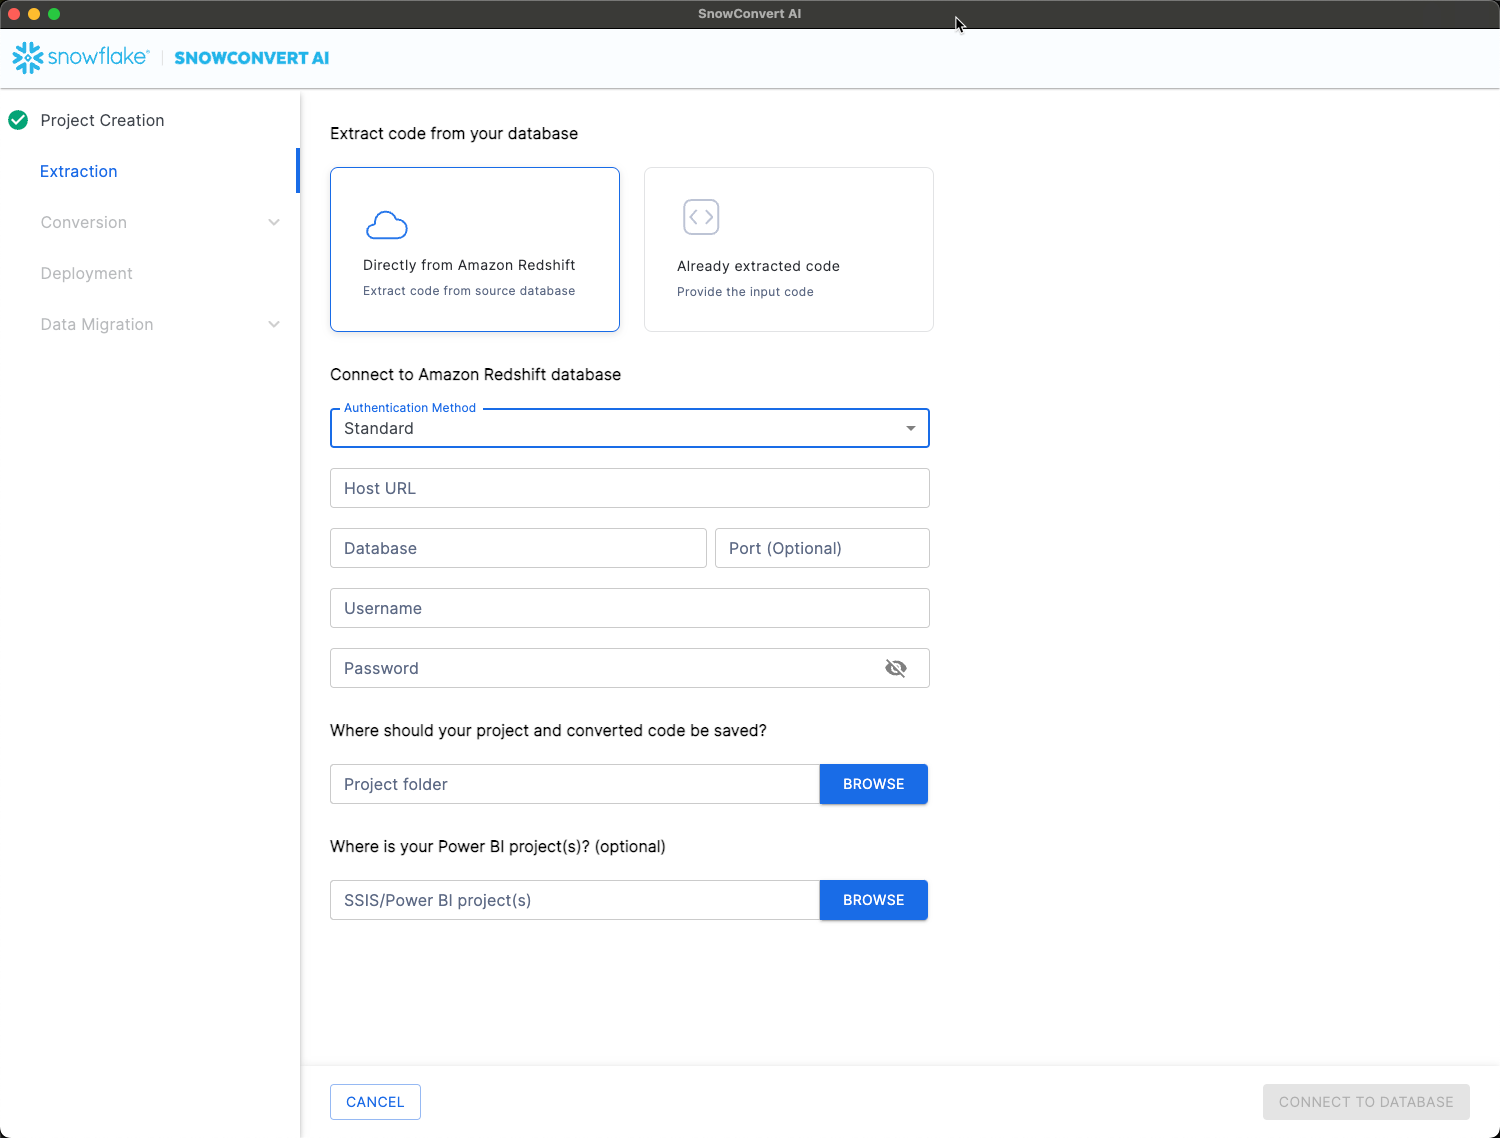 SnowConvert AI
snowflake® SNOWCONVERT AI
Project Creation
Extraction
Conversion
Deployment
Data Migration
Extract code from your database
Directly from Amazon Redshift
Extract code from source database
Already extracted code
Provide the input code
Connect to Amazon Redshift database
Authentication Method
Standard
Host URL
Database
Port (Optional)
Username
Password
Where should your project and converted code be saved?
Project folder
BROWSE
Where is your Power BI project(s)? (optional)
SSIS/Power BI project(s)
BROWSE
CANCEL
CONNECT TO DATABASE